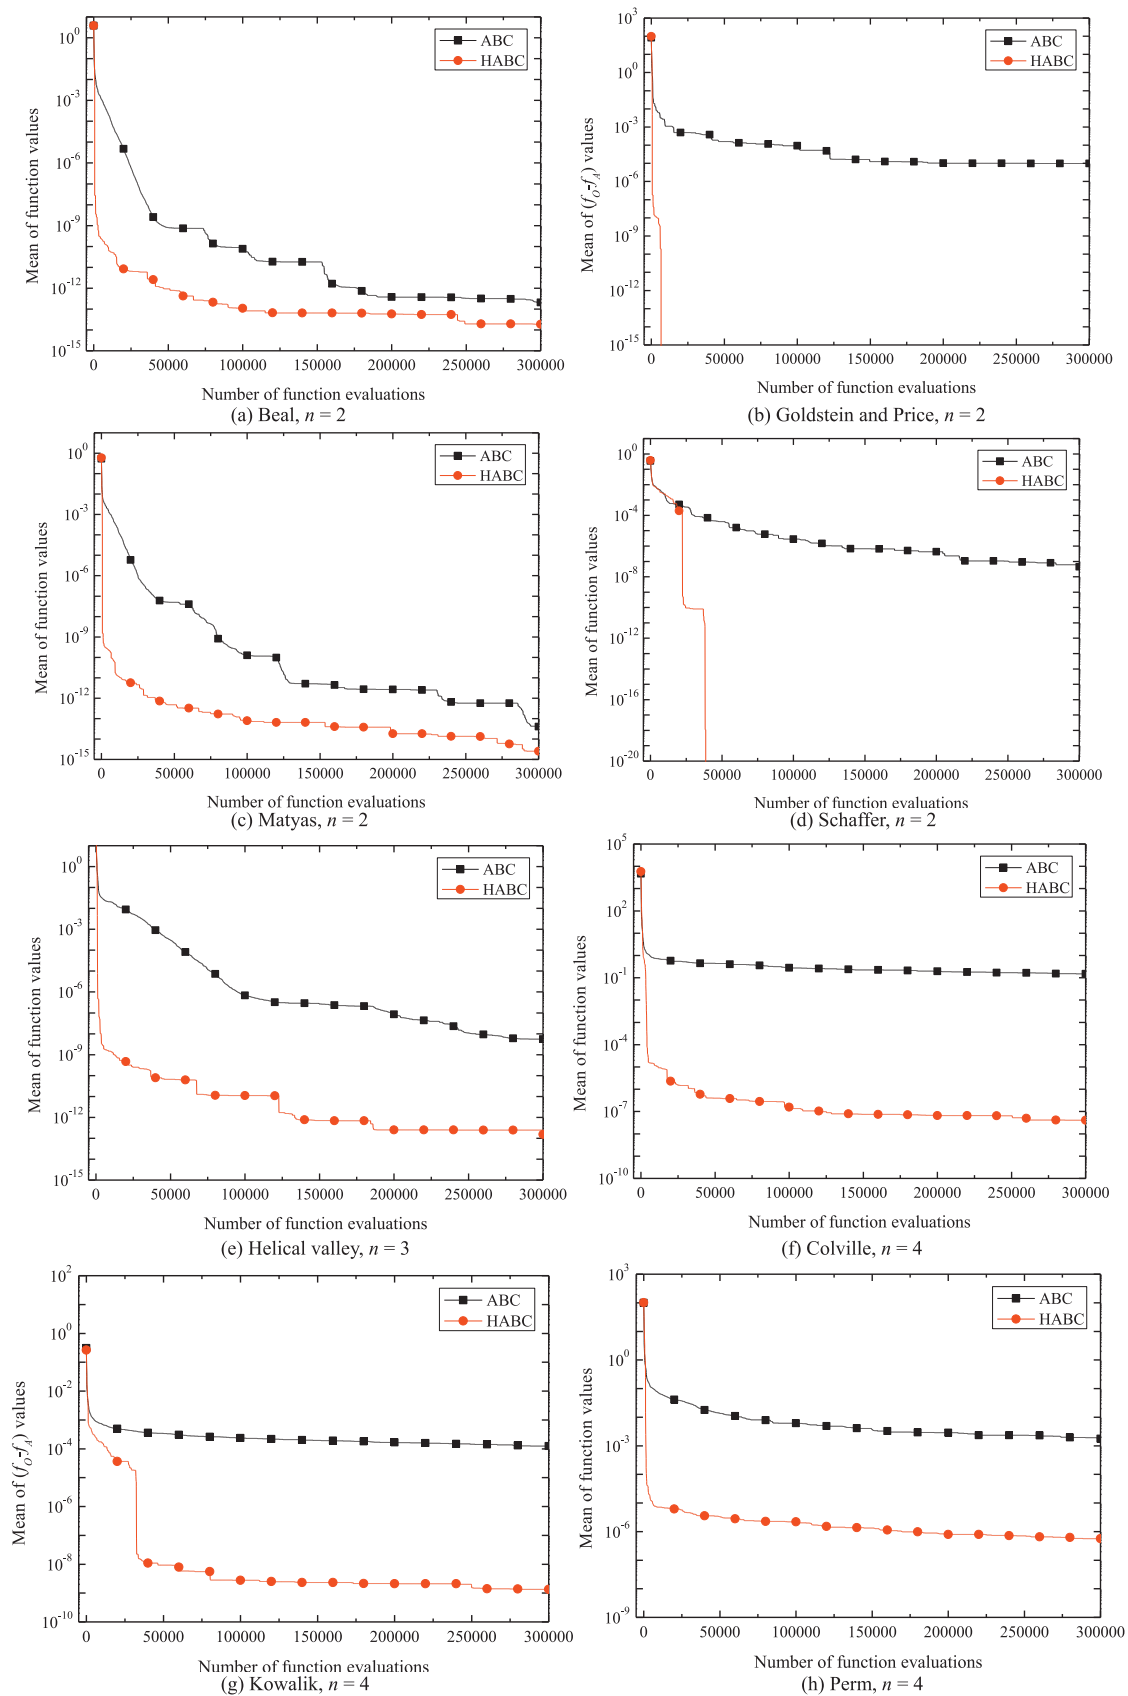 ABC
HABC
10^0
10^-3
10^-6
10^-9
10^-12
10^-15
Mean of function values
0 50000 100000 150000 200000 250000 300000
Number of function evaluations
(a) Beal, n = 2
ABC
HABC
10^3
10^0
10^-3
10^-6
10^-9
10^-12
10^-15
Mean of (f_O-f_A) values
0 50000 100000 150000 200000 250000 300000
Number of function evaluations
(b) Goldstein and Price, n = 2
ABC
HABC
10^0
10^-3
10^-6
10^-9
10^-12
10^-15
Mean of function values
0 50000 100000 150000 200000 250000 300000
Number of function evaluations
(c) Matyas, n = 2
ABC
HABC
10^0
10^-4
10^-8
10^-12
10^-16
10^-20
Mean of function values
0 50000 100000 150000 200000 250000 300000
Number of function evaluations
(d) Schaffer, n = 2
ABC
HABC
10^0
10^-3
10^-6
10^-9
10^-12
10^-15
Mean of function values
0 50000 100000 150000 200000 250000 300000
Number of function evaluations
(e) Helical valley, n = 3
ABC
HABC
10^5
10^2
10^-1
10^-4
10^-7
10^-10
Mean of function values
0 50000 100000 150000 200000 250000 300000
Number of function evaluations
(f) Colville, n = 4
ABC
HABC
10^2
10^0
10^-2
10^-4
10^-6
10^-8
10^-10
Mean of (f_O-f_A) values
0 50000 100000 150000 200000 250000 300000
Number of function evaluations
(g) Kowalik, n = 4
ABC
HABC
10^3
10^0
10^-3
10^-6
10^-9
Mean of function values
0 50000 100000 150000 200000 250000 300000
Number of function evaluations
(h) Perm, n = 4